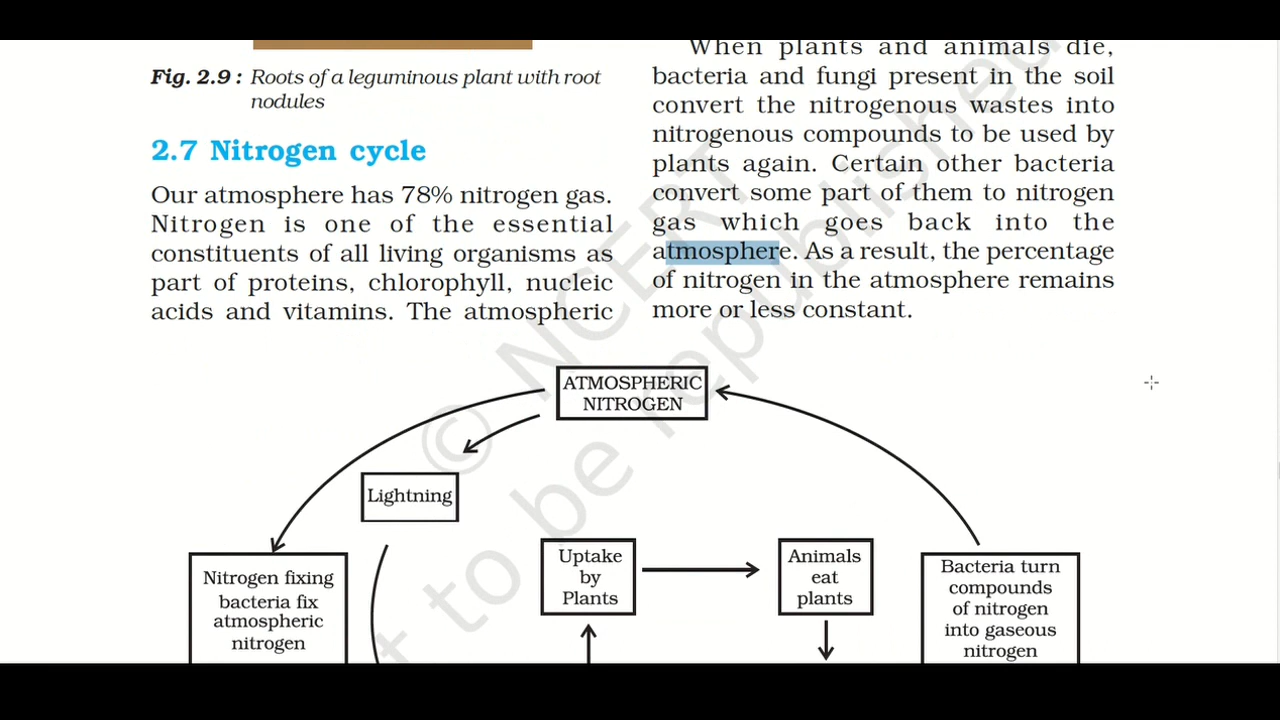 Fig. 2.9 : Roots of a leguminous plant with root
nodules
2.7 Nitrogen cycle
Our atmosphere has 78% nitrogen gas.
Nitrogen is one of the essential
constituents of all living organisms as
part of proteins, chlorophyll, nucleic
acids and vitamins. The atmospheric
When plants and animals die,
bacteria and fungi present in the soil
convert the nitrogenous wastes into
nitrogenous compounds to be used by
plants again. Certain other bacteria
convert some part of them to nitrogen
gas which goes back into the
atmosphere. As a result, the percentage
of nitrogen in the atmosphere remains
more or less constant.
ATMOSPHERIC
NITROGEN
Lightning
Nitrogen fixing
bacteria fix
atmospheric
nitrogen
Uptake
by
Plants
Animals
eat
plants
Bacteria turn
compounds
of nitrogen
into gaseous
nitrogen
© NCERT
t to be republished